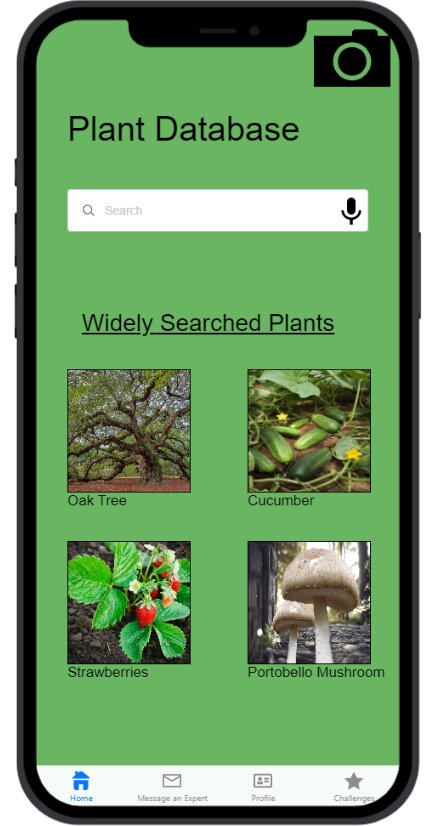 Plant Database
Search
Widely Searched Plants
Oak Tree
Cucumber
Strawberries
Portobello Mushroom
Home
Message an Expert
Profile
Challenges